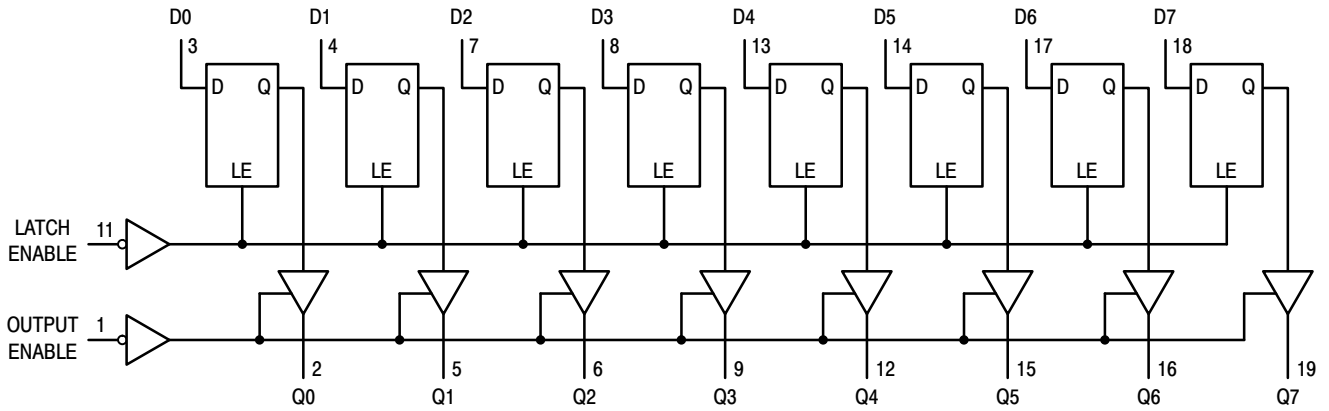 D0 D1 D2 D3 D4 D5 D6 D7
3 4 7 8 13 14 17 18
D Q D Q D Q D Q D Q D Q D Q D Q
LE LE LE LE LE LE LE LE
LATCH 11
ENABLE
OUTPUT 1
ENABLE
2 5 6 9 12 15 16 19
Q0 Q1 Q2 Q3 Q4 Q5 Q6 Q7